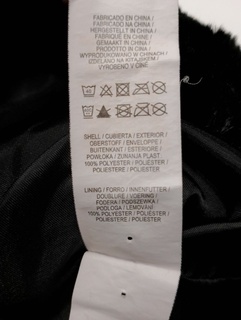 FABRICADO EN CHINA /
FABRICADO NA CHINA /
HERGESTELLT IN CHINA /
FABRIQUÉ EN CHINE /
GEMAAKT IN CHINA /
PRODOTTO IN CINA /
WYPRODUKOWANO W CHINACH /
IZDELANO NA KITAJSKEM /
VYROBENO V ČÍNĚ
SHELL / CUBIERTA / EXTERIOR /
OBERSTOFF / ENVELOPPE /
BUITENKANT / ESTERIORE /
POWŁOKA / ZUNANJA PLAST
100% POLYESTER / POLIÉSTER /
POLIESTERE / POLIESTER
LINING / FORRO / INNENFUTTER /
DOUBLURE / VOERING /
FODERA / PODSZEWKA /
PODLOGA / LEMOVÁNÍ
100% POLYESTER / POLIÉSTER /
POLIESTERE / POLIESTER